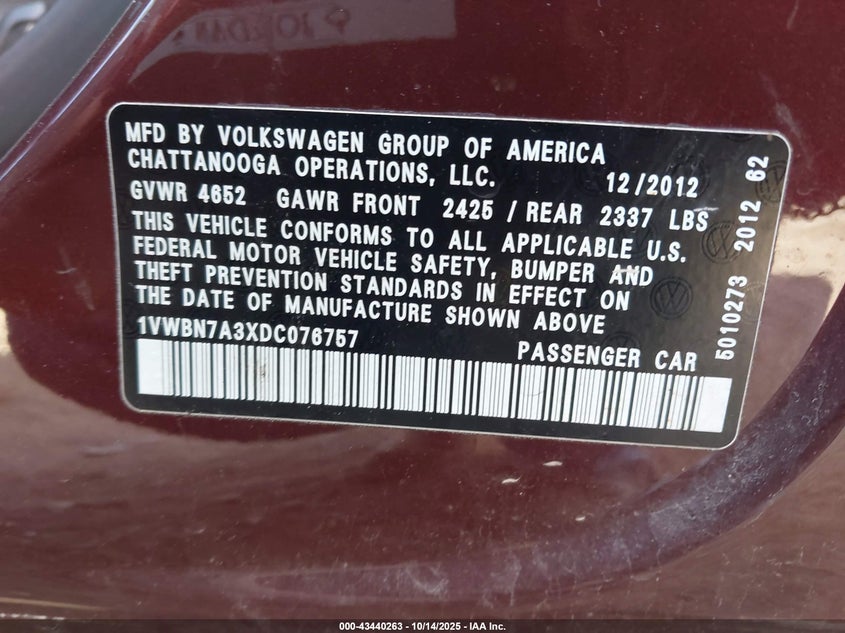 MFD BY VOLKSWAGEN GROUP OF AMERICA
CHATTANOOGA OPERATIONS, LLC. 12/2012
GVWR 4652 GAWR FRONT 2425 / REAR 2337 LBS
THIS VEHICLE CONFORMS TO ALL APPLICABLE U.S.
FEDERAL MOTOR VEHICLE SAFETY, BUMPER AND
THEFT PREVENTION STANDARDS IN EFFECT ON
THE DATE OF MANUFACTURE SHOWN ABOVE
1VWBN7A3XDC076757
PASSENGER CAR
5010273 2012 62
000-43440263 - 10/14/2025 - IAA Inc.